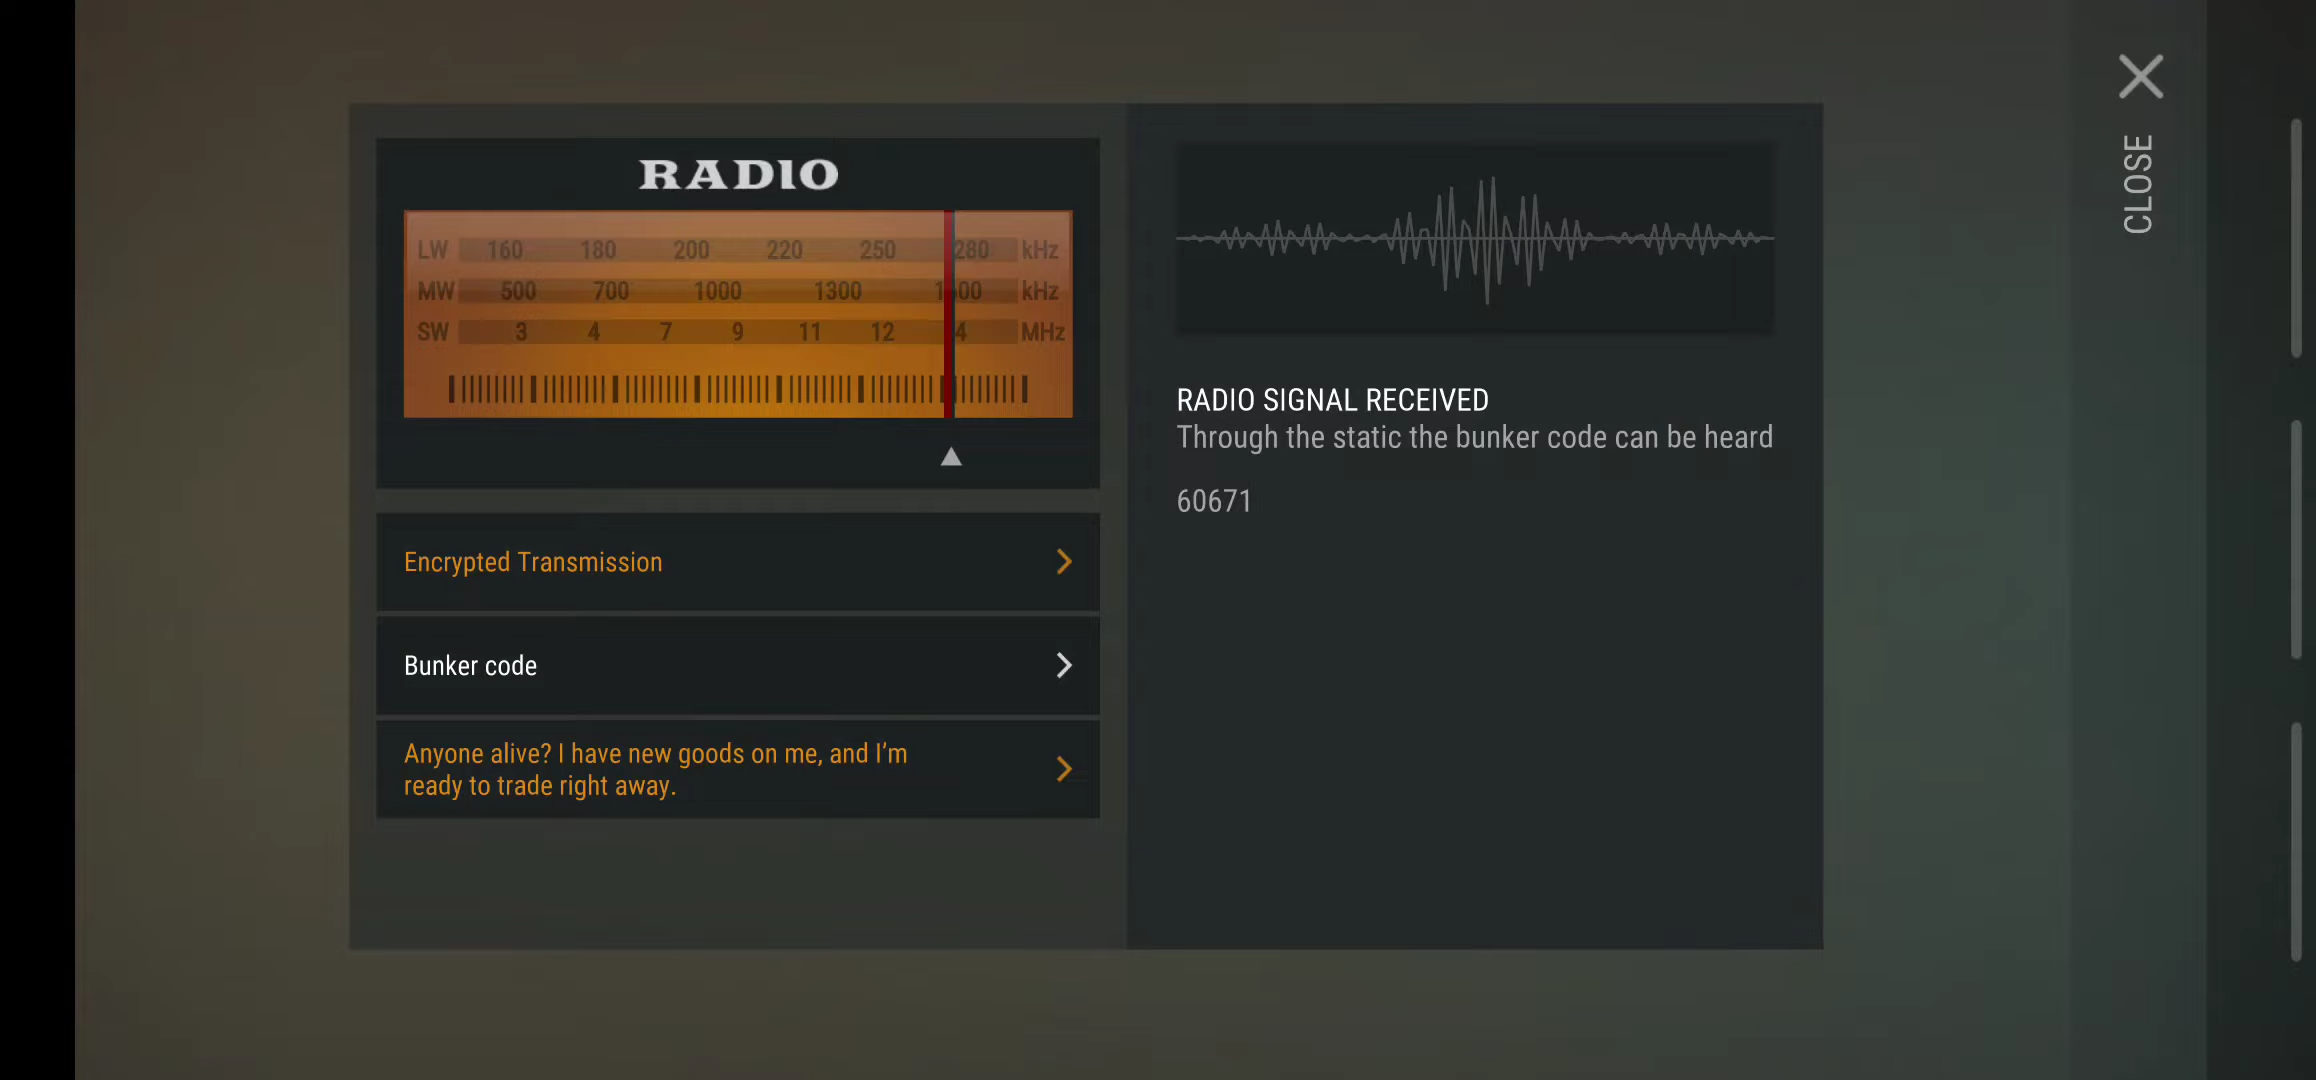 RADIO
LW 160 180 200 220 250 280 kHz
MW 500 700 1000 1300 kHz
SW 3 4 7 9 11 12 MHz
Encrypted Transmission
Bunker code
Anyone alive? I have new goods on me, and I'm
ready to trade right away.
RADIO SIGNAL RECEIVED
Through the static the bunker code can be heard
60671
CLOSE